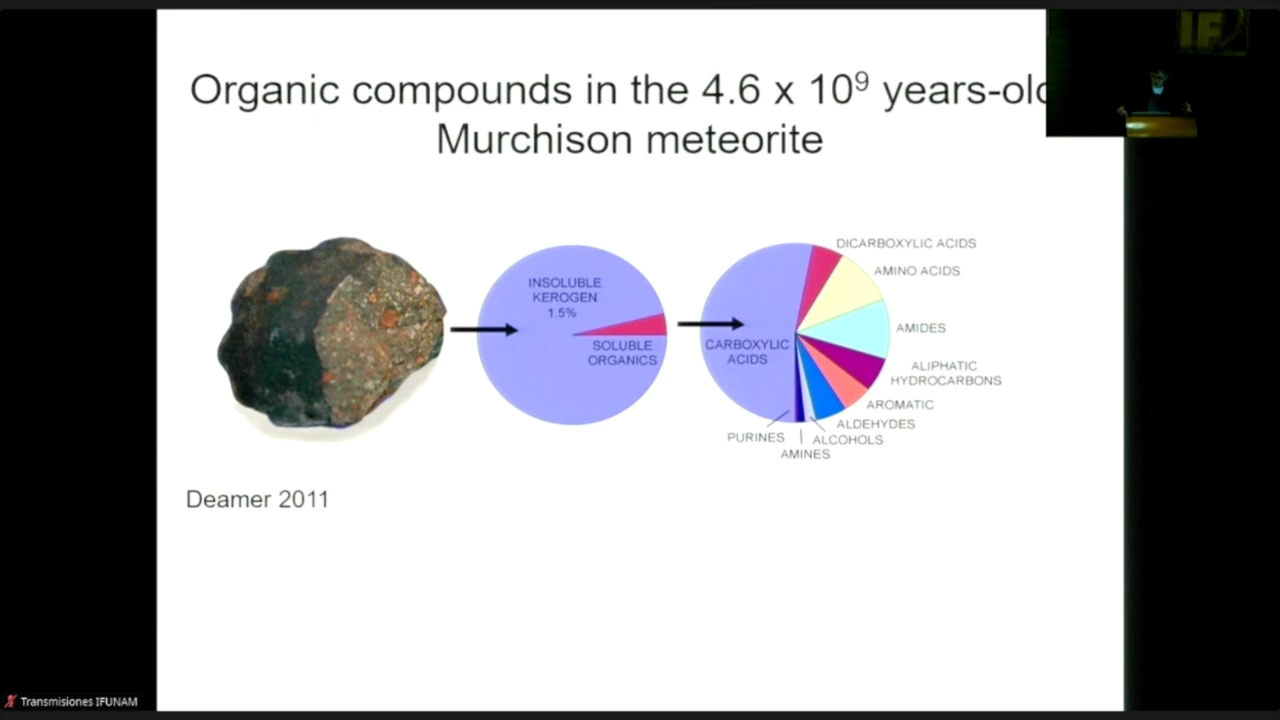 Organic compounds in the 4.6 x 10⁹ years-old
Murchison meteorite
IF
INSOLUBLE
KEROGEN
1.5%
SOLUBLE
ORGANICS
CARBOXYLIC
ACIDS
DICARBOXYLIC ACIDS
AMINO ACIDS
AMIDES
ALIPHATIC
HYDROCARBONS
AROMATIC
ALDEHYDES
ALCOHOLS
AMINES
PURINES
Deamer 2011
Transmisiones IFUNAM